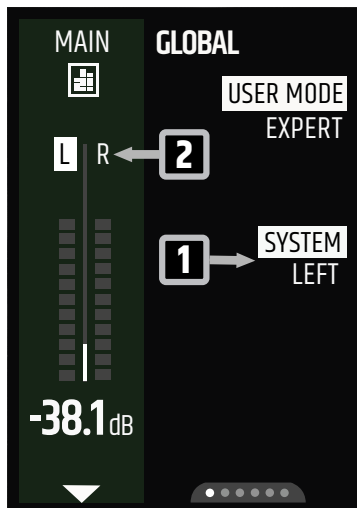 MAIN
GLOBAL
USER MODE
EXPERT
L R
2
1
SYSTEM
LEFT
-38.1dB